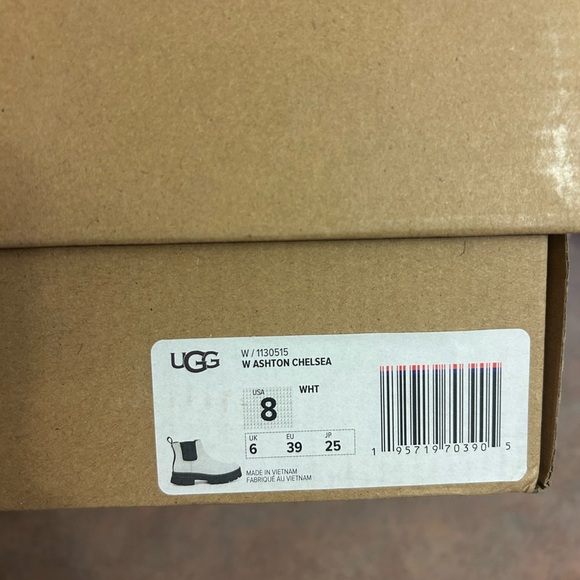 UGG
W / 1130515
W ASHTON CHELSEA
USA
8
WHT
UK EU JP
6 39 25
MADE IN VIETNAM
FABRIQUÉ AU VIETNAM
1 95719 70390 5